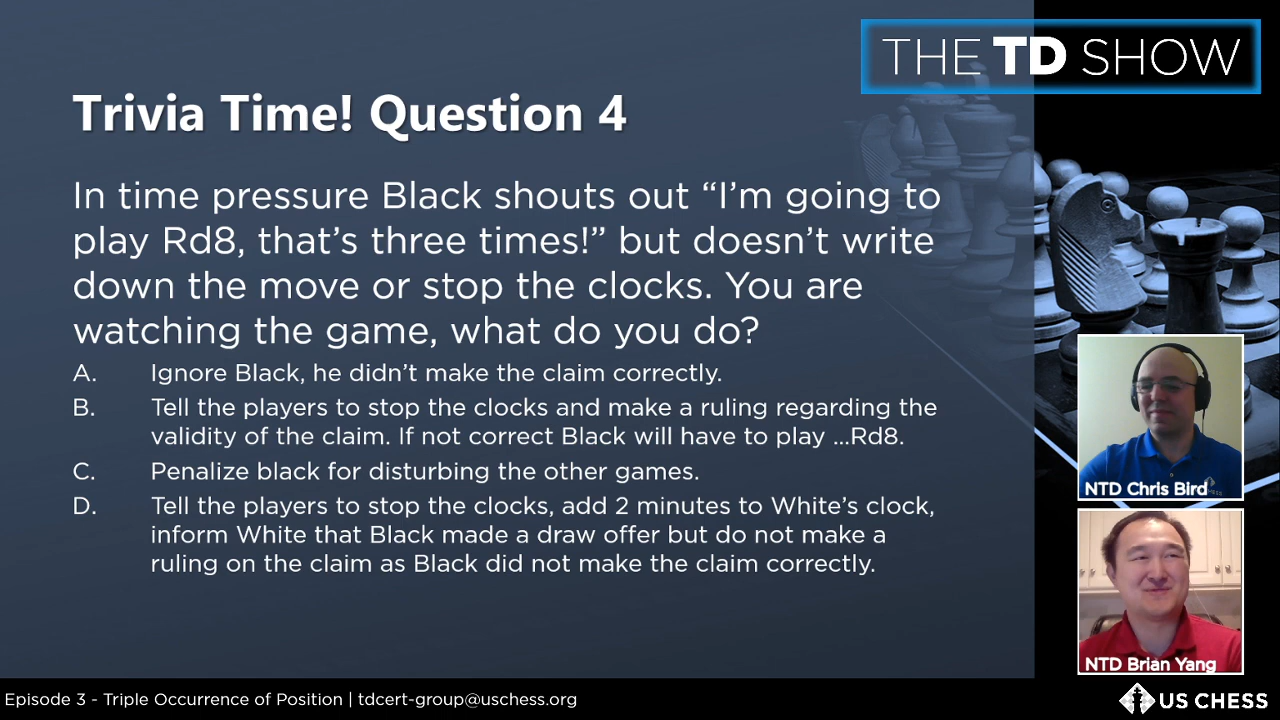 THE TD SHOW
Trivia Time! Question 4
In time pressure Black shouts out “I’m going to
play Rd8, that’s three times!” but doesn’t write
down the move or stop the clocks. You are
watching the game, what do you do?
A. Ignore Black, he didn’t make the claim correctly.
B. Tell the players to stop the clocks and make a ruling regarding the
validity of the claim. If not correct Black will have to play ...Rd8.
C. Penalize black for disturbing the other games.
D. Tell the players to stop the clocks, add 2 minutes to White’s clock,
inform White that Black made a draw offer but do not make a
ruling on the claim as Black did not make the claim correctly.
NTD Chris Bird
NTD Brian Yang
Episode 3 - Triple Occurrence of Position | tdcert-group@uschess.org
US CHESS